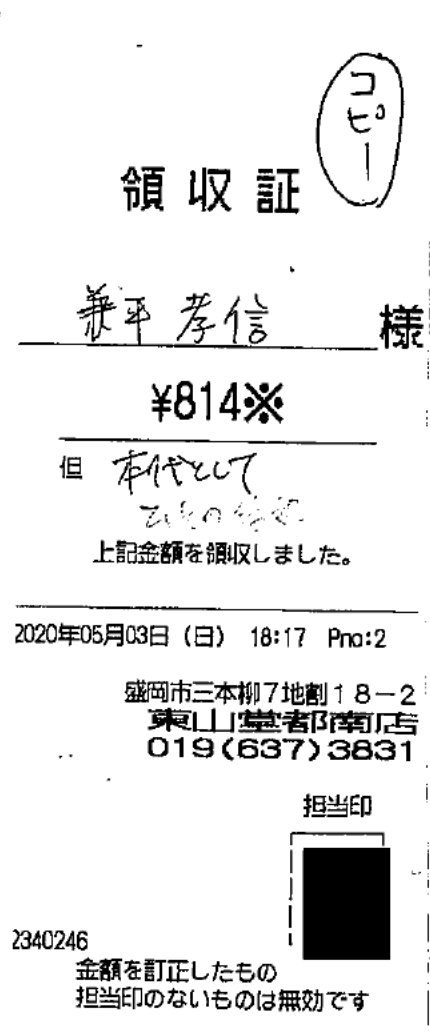 コピー
領収証
兼平 孝信 様
¥814※
但 本代として
上記金額を領収しました。
2020年05月03日（日） 18:17 Pno:2
盛岡市三本柳7地割18-2
東山堂都南店
019(637)3831
担当印
2340246
金額を訂正したもの
担当印のないものは無効です